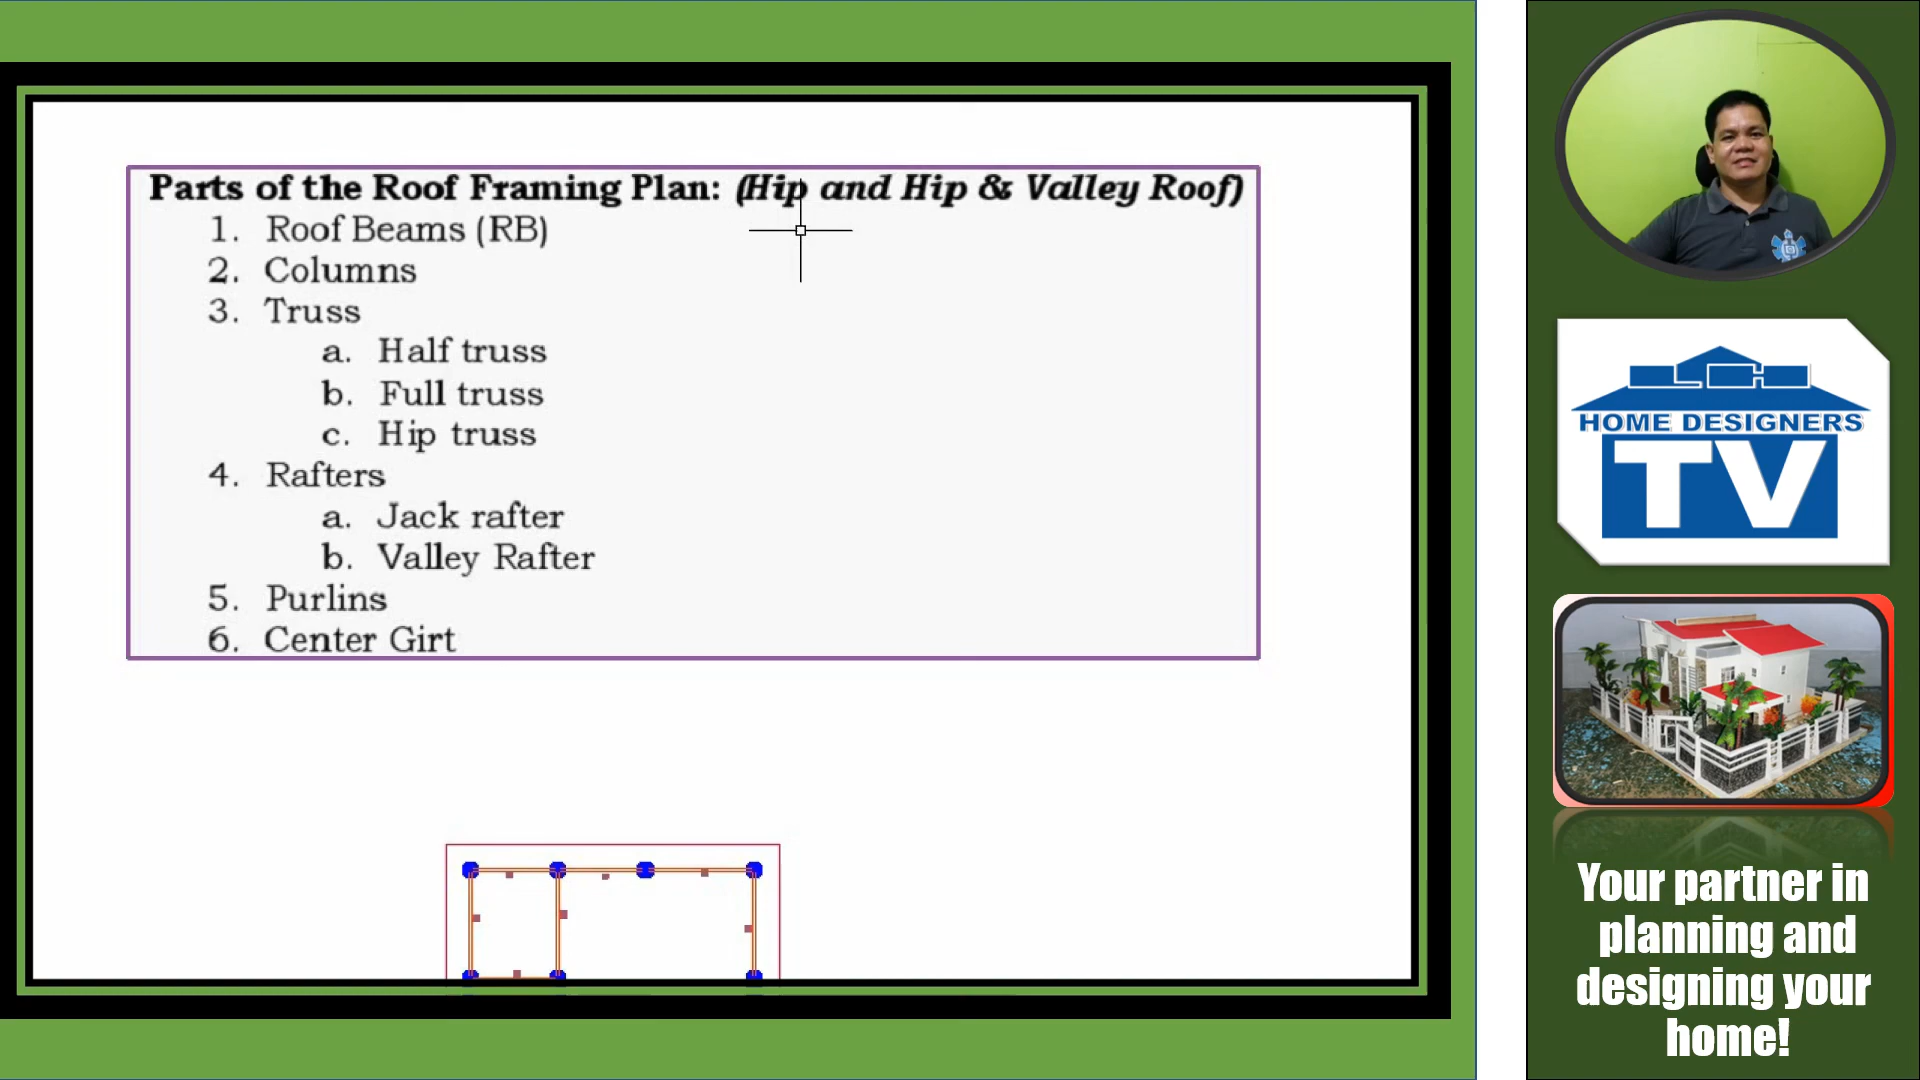 Parts of the Roof Framing Plan: (Hip and Hip & Valley Roof)
1. Roof Beams (RB)
2. Columns
3. Truss
a. Half truss
b. Full truss
c. Hip truss
4. Rafters
a. Jack rafter
b. Valley Rafter
5. Purlins
6. Center Girt
LCH
HOME DESIGNERS
TV
Your partner in
planning and
designing your
home!